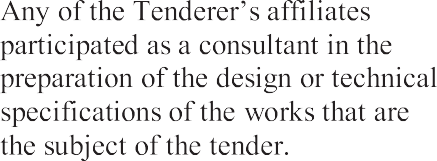 Any of the Tenderer's affiliates
participated as a consultant in the
preparation of the design or technical
specifications of the works that are
the subject of the tender.